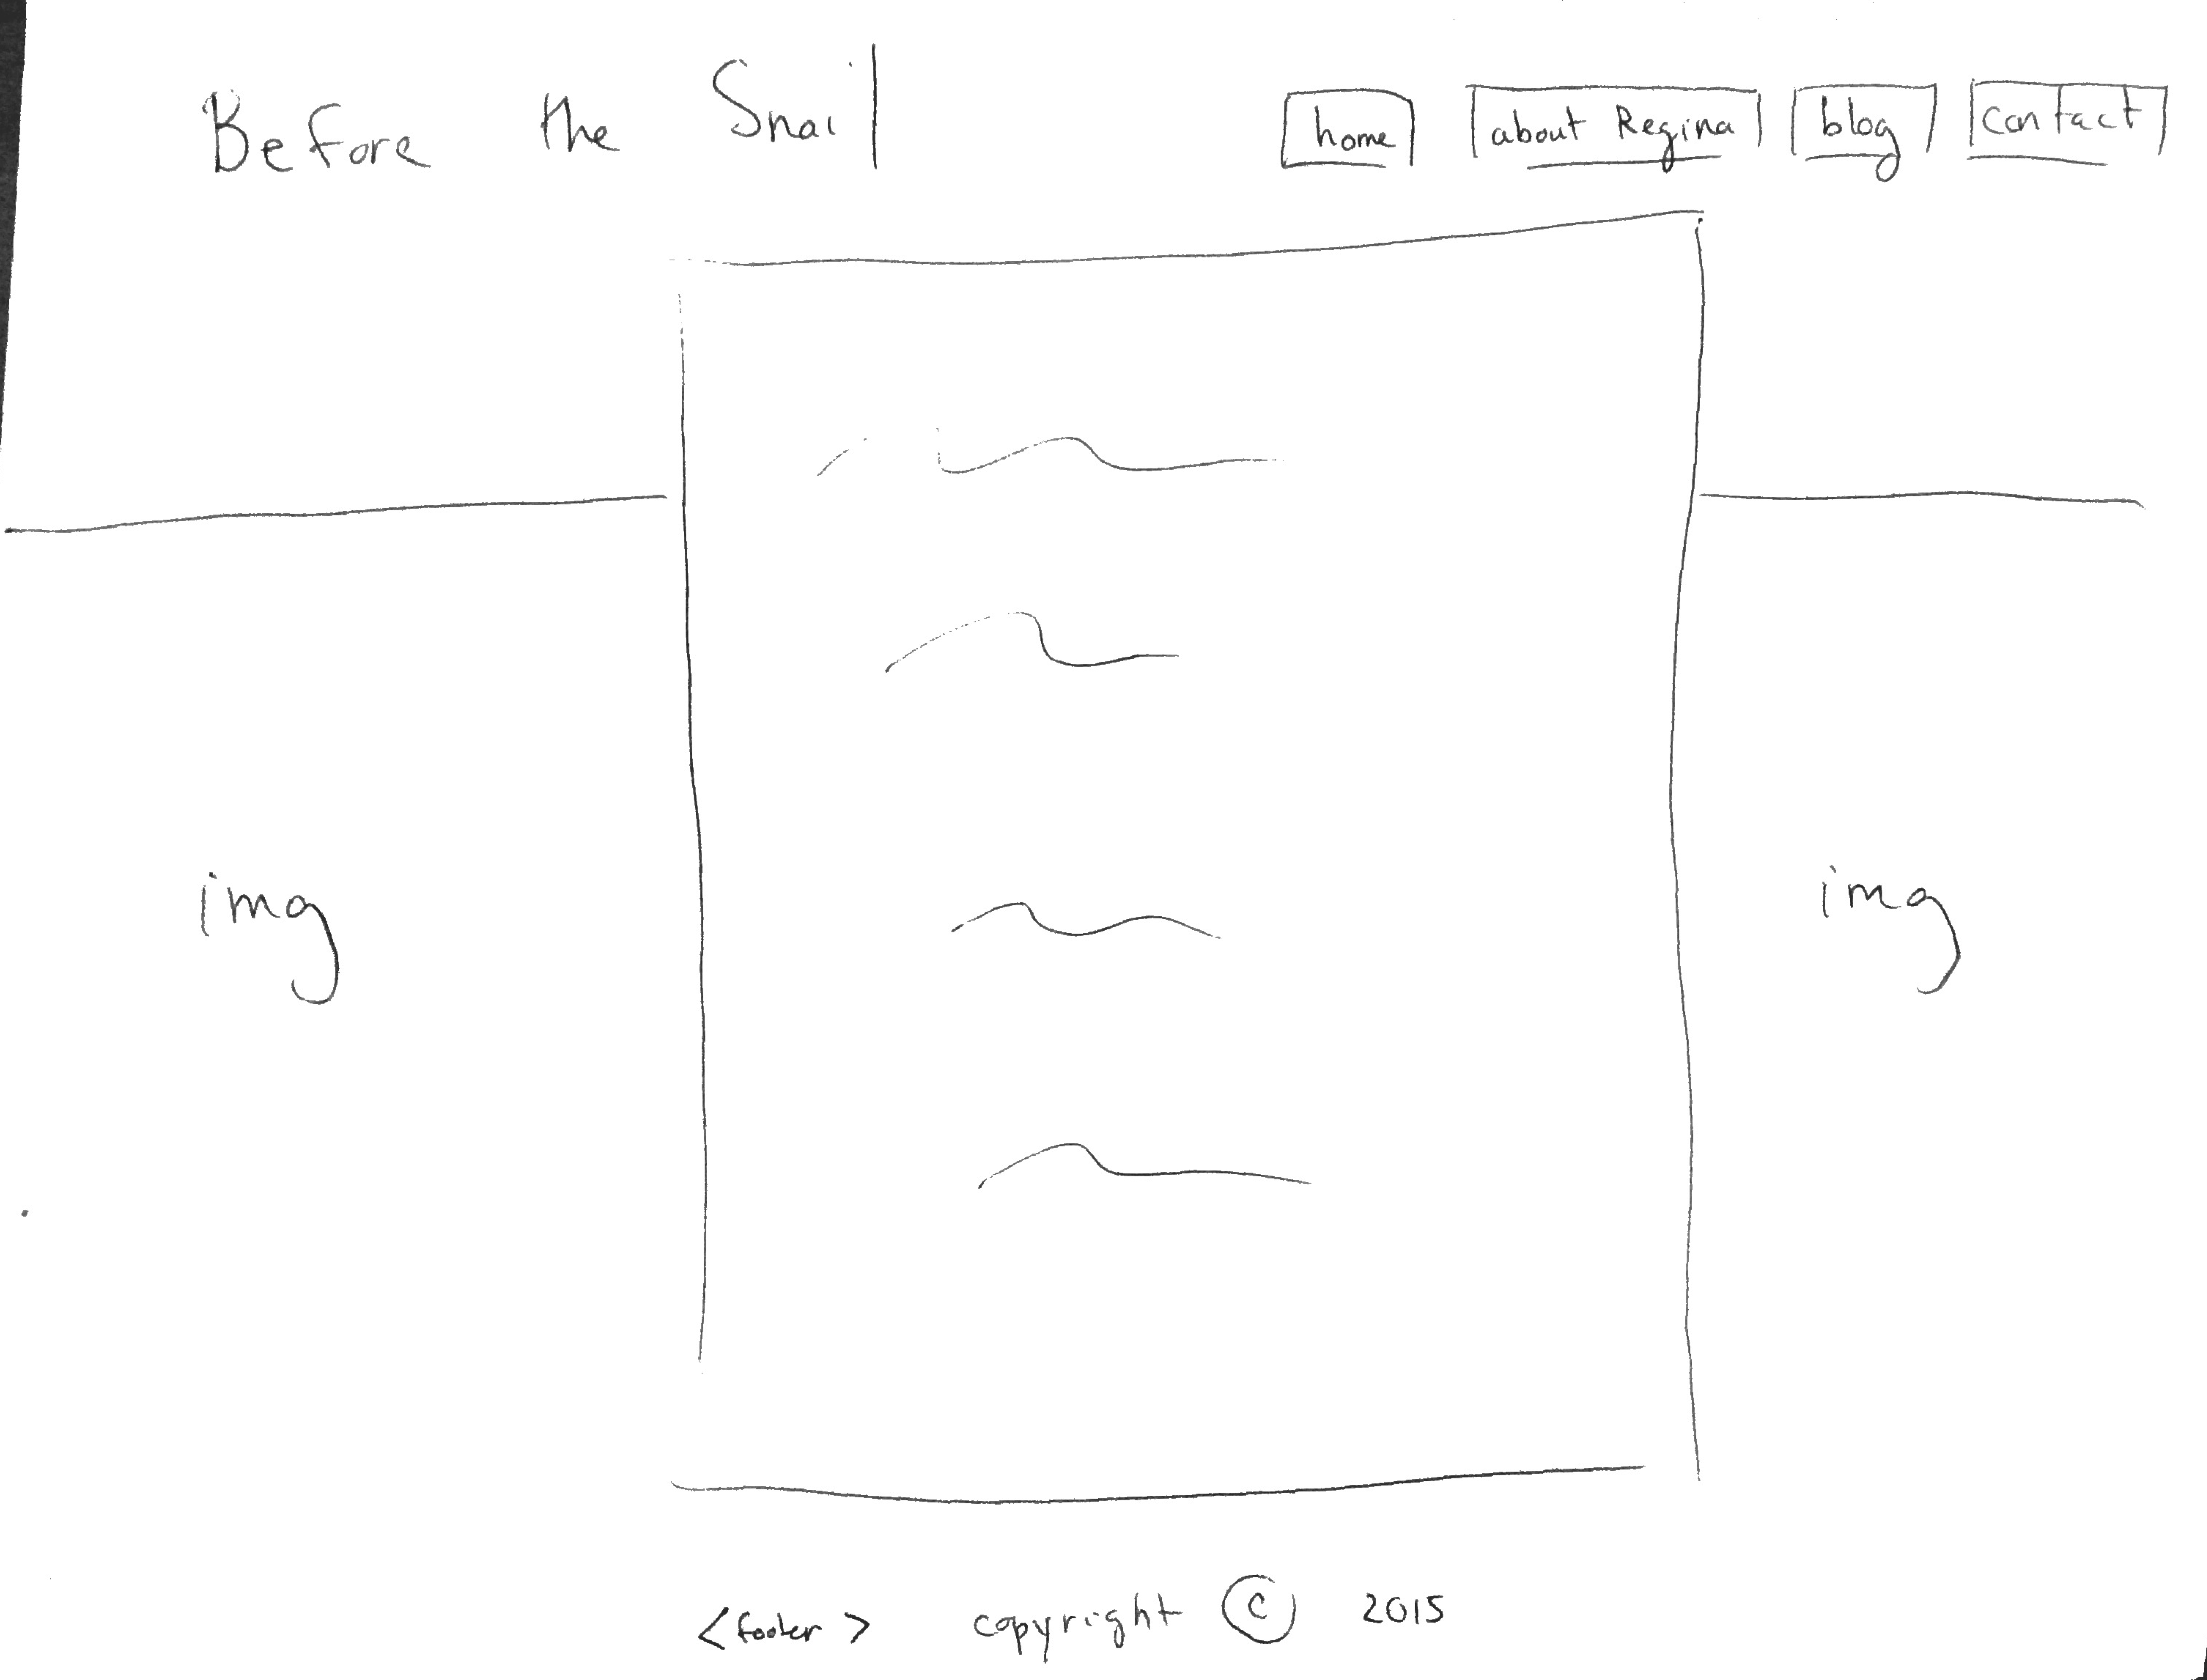 Before the Snail
home about Regina blog contact
img
img
<footer> copyright © 2015